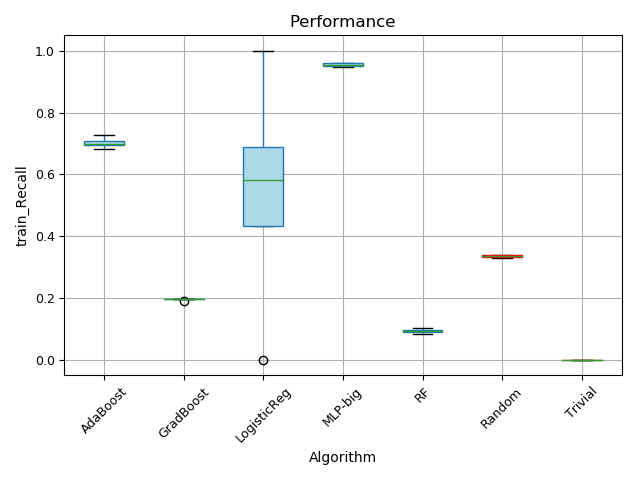 Performance
1.0
0.8
0.6
0.4
0.2
0.0
train_Recall
AdaBoost
GradBoost
LogisticReg
MLP-big
RF
Random
Trivial
Algorithm